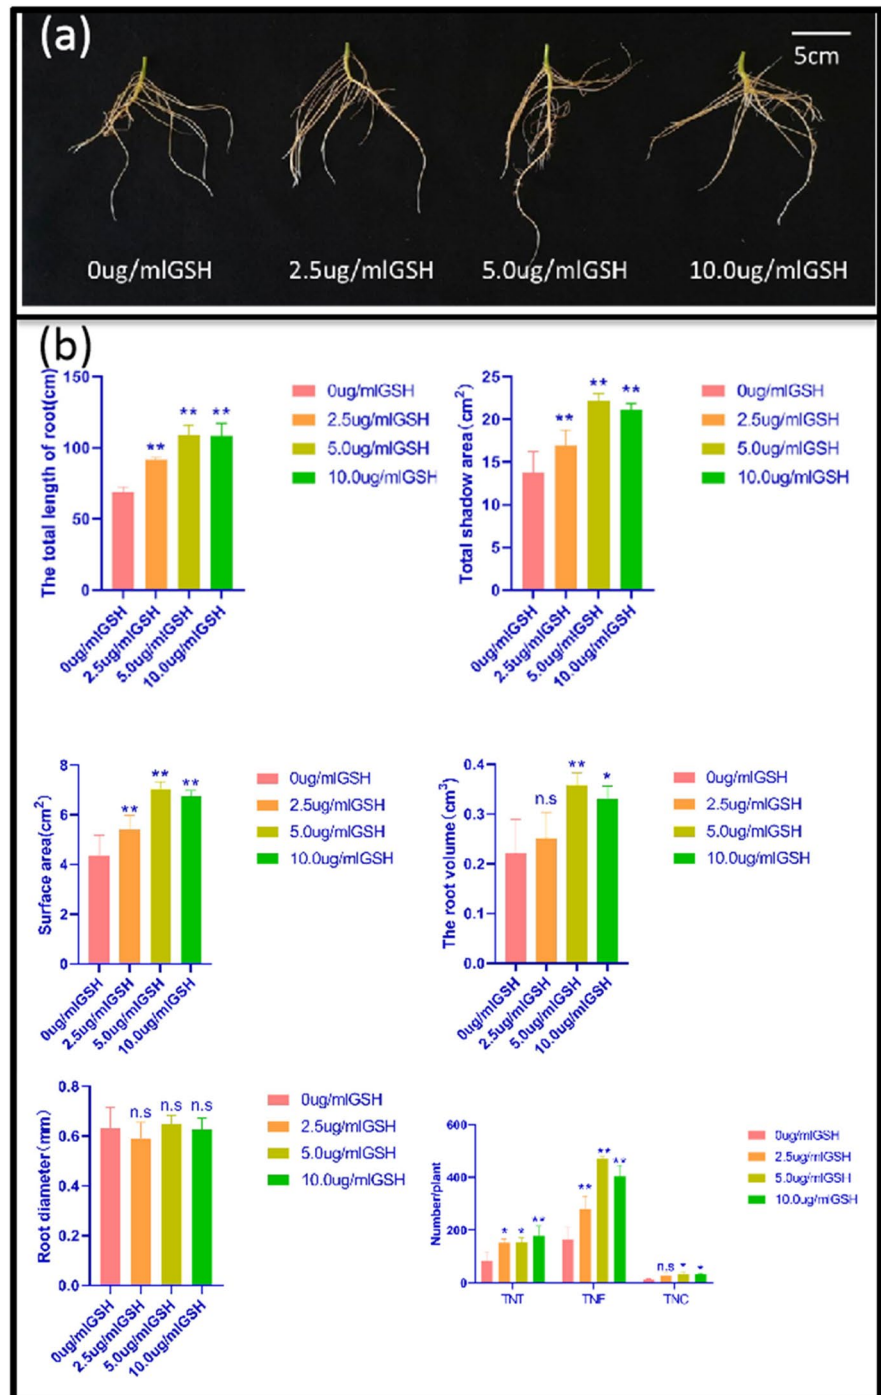 (a)
5cm
0ug/mlGSH 2.5ug/mlGSH 5.0ug/mlGSH 10.0ug/mlGSH
(b)
The total length of root(cm)
150
100
50
0
** ** **
0ug/mlGSH
2.5ug/mlGSH
5.0ug/mlGSH
10.0ug/mlGSH
0ug/mlGSH
2.5ug/mlGSH
5.0ug/mlGSH
10.0ug/mlGSH
Total shadow area(cm²)
25
20
15
10
5
0
** ** **
0ug/mlGSH
2.5ug/mlGSH
5.0ug/mlGSH
10.0ug/mlGSH
0ug/mlGSH
2.5ug/mlGSH
5.0ug/mlGSH
10.0ug/mlGSH
Surface area(cm²)
8
6
4
2
0
** ** **
0ug/mlGSH
2.5ug/mlGSH
5.0ug/mlGSH
10.0ug/mlGSH
0ug/mlGSH
2.5ug/mlGSH
5.0ug/mlGSH
10.0ug/mlGSH
The root volume(cm³)
0.4
0.3
0.2
0.1
0.0
n.s ** *
0ug/mlGSH
2.5ug/mlGSH
5.0ug/mlGSH
10.0ug/mlGSH
0ug/mlGSH
2.5ug/mlGSH
5.0ug/mlGSH
10.0ug/mlGSH
Root diameter(mm)
0.8
0.6
0.4
0.2
0.0
n.s n.s n.s
0ug/mlGSH
2.5ug/mlGSH
5.0ug/mlGSH
10.0ug/mlGSH
0ug/mlGSH
2.5ug/mlGSH
5.0ug/mlGSH
10.0ug/mlGSH
Number/plant
600
400
200
0
* * ** ** ** ** n.s * *
TNT TNF TNC
0ug/mlGSH
2.5ug/mlGSH
5.0ug/mlGSH
10.0ug/mlGSH